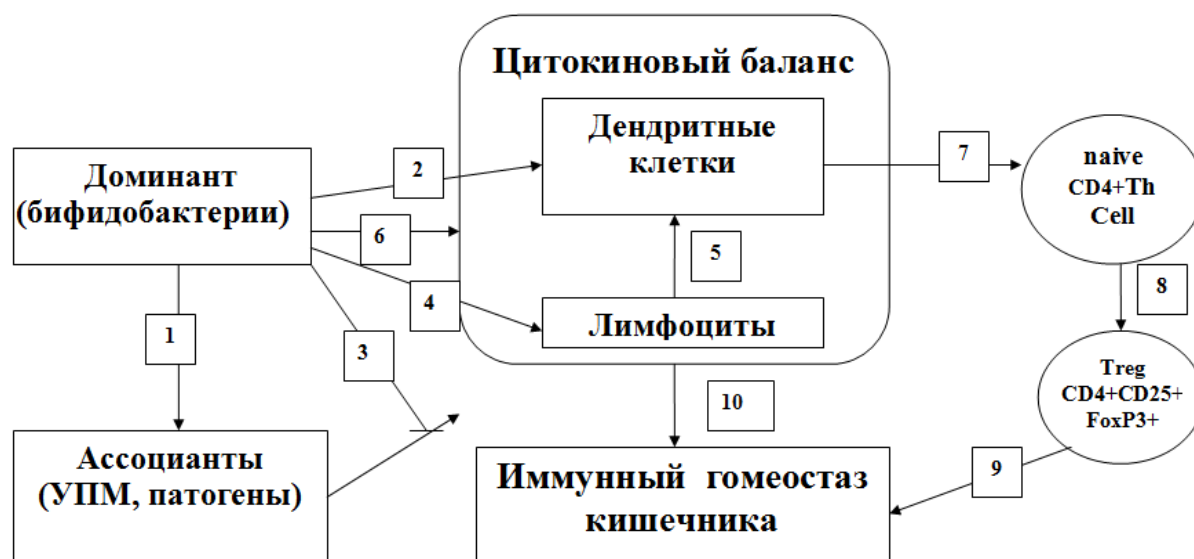 Цитокиновый баланс
Дендритные
клетки
7
naive
CD4+Th
Cell
Доминант
(бифидобактерии)
2
6
4
5
Лимфоциты
8
1
3
10
Treg
CD4+CD25+
FoxP3+
Ассоцианты
(УПМ, патогены)
Иммунный гомеостаз
кишечника
9